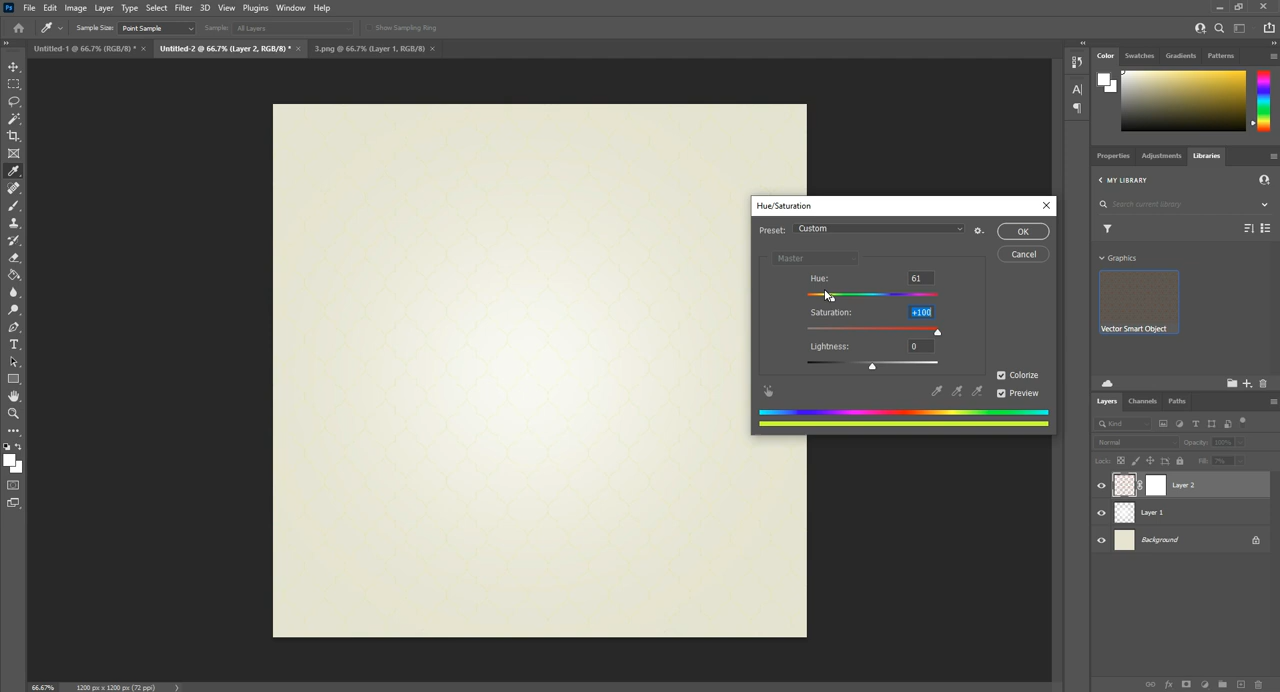 Ps File Edit Image Layer Type Select Filter 3D View Plugins Window Help
Sample Size: Point Sample Sample: All Layers Show Sampling Ring
Untitled-1 @ 66.7% (RGB/8) * × Untitled-2 @ 66.7% (Layer 2, RGB/8) * × 3.png @ 66.7% (Layer 1, RGB/8) ×
Color Swatches Gradients Patterns
Properties Adjustments Libraries
MY LIBRARY
Search current library
Graphics
Vector Smart Object
Hue/Saturation
Preset: Custom OK
Master Cancel
Hue: 61
Saturation: +100
Lightness: 0
Colorize
Preview
Layers Channels Paths
Kind
Normal Opacity: 100%
Lock: Fill: 7%
Layer 2
Layer 1
Background
66.67% 1200 px x 1200 px (72 ppi)